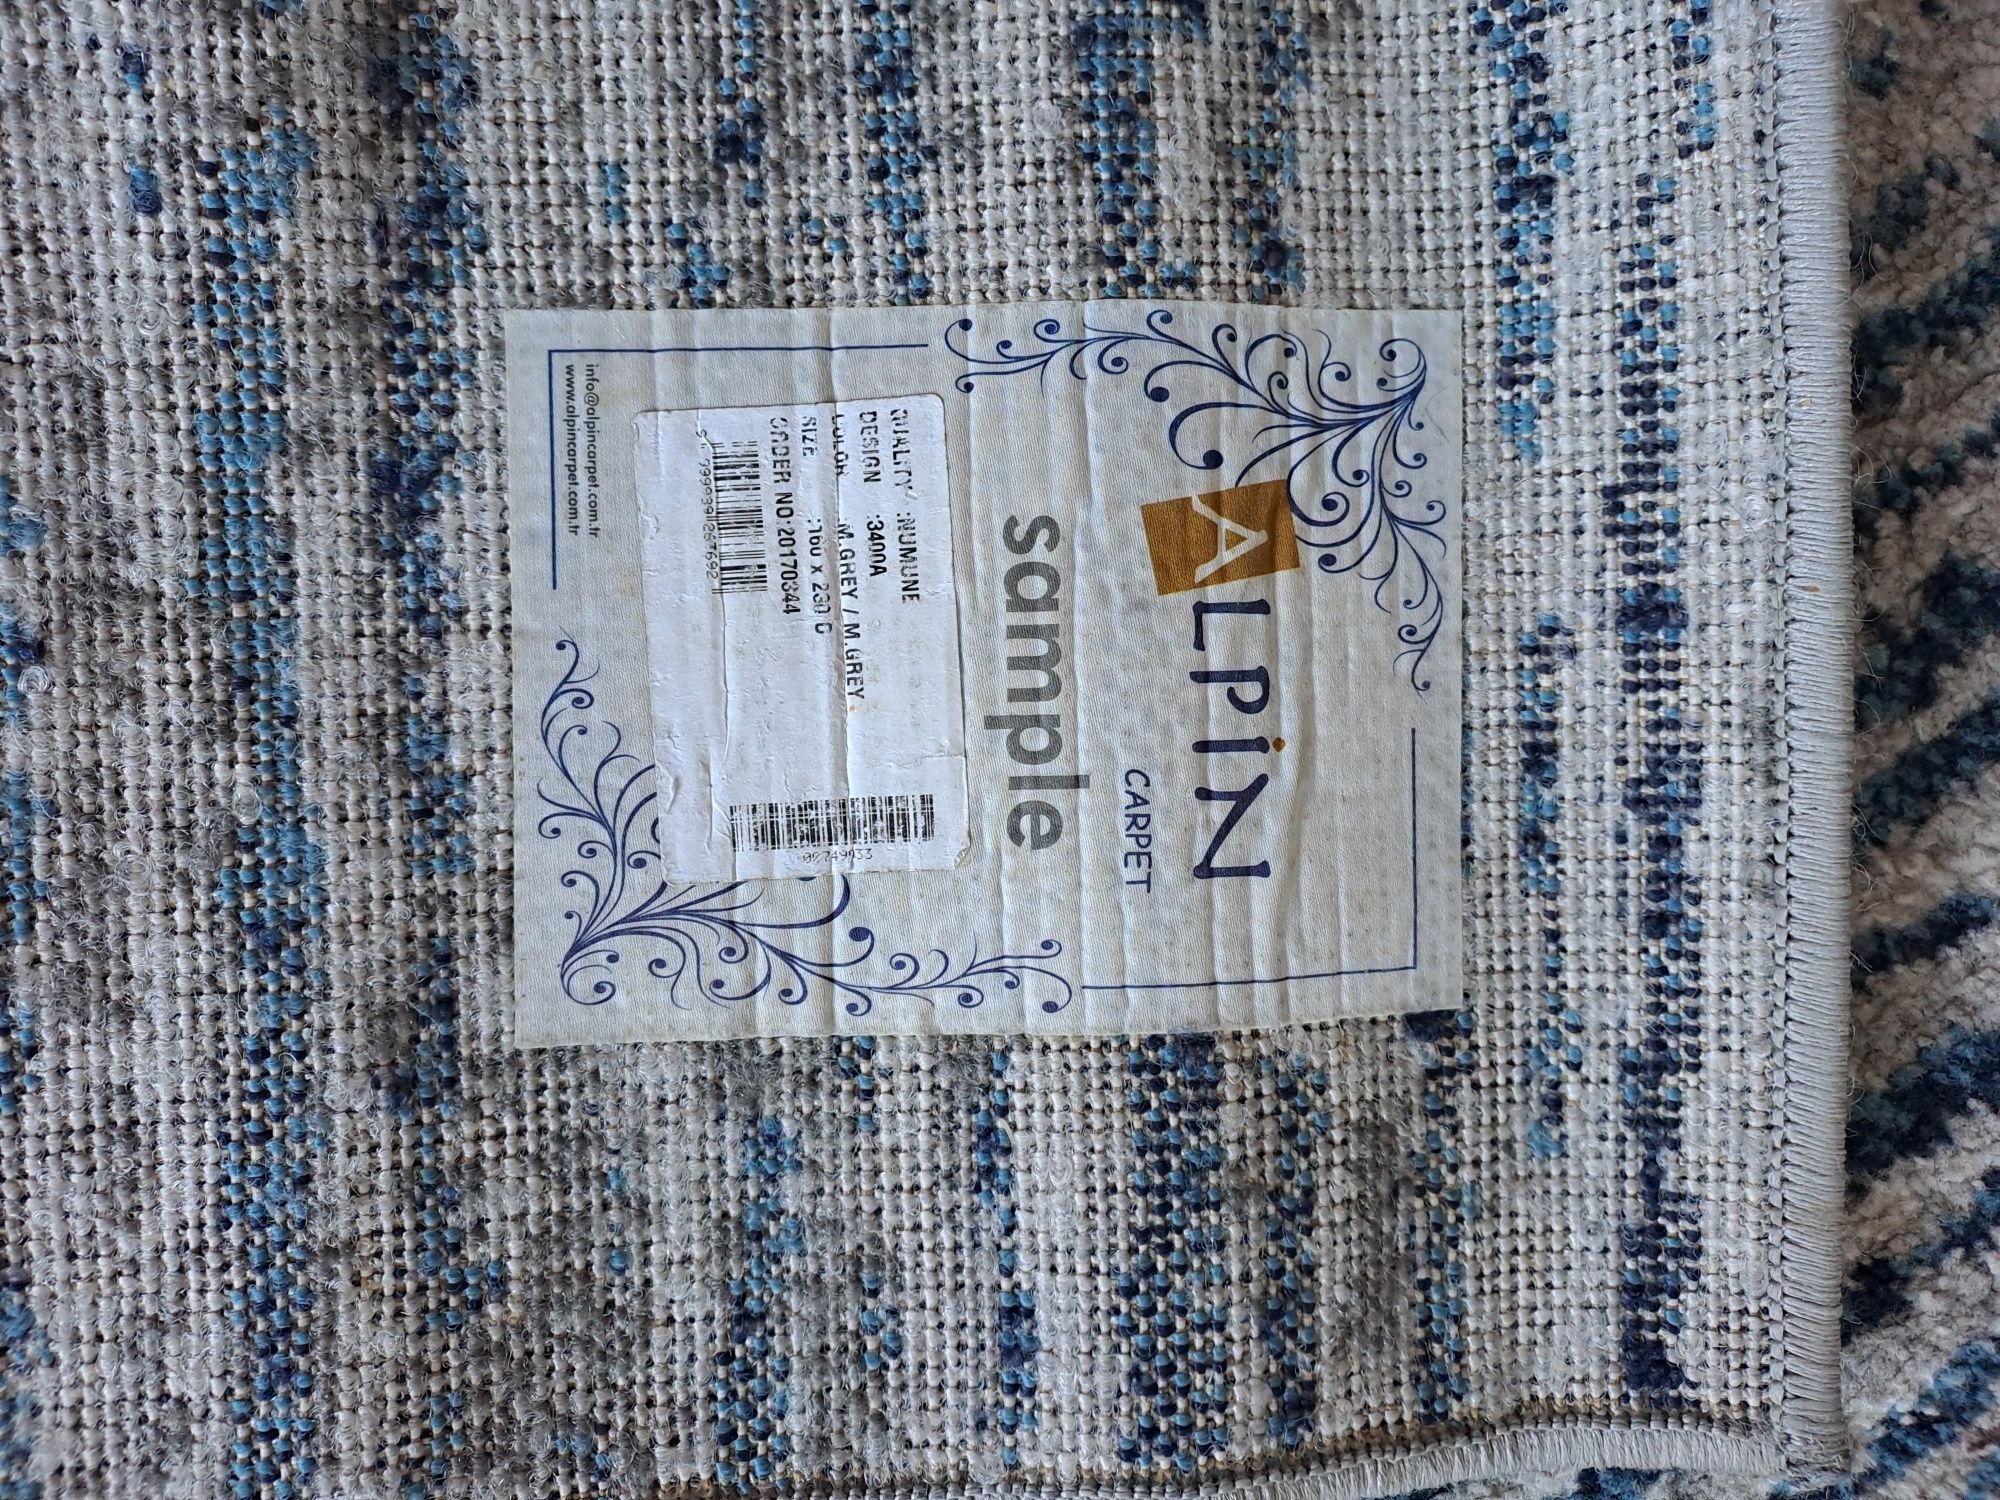 ALPiN
CARPET
sample
QUALITY :NUMUNE
DESIGN :3400A
COLOR :M.GREY / M.GREY
SIZE :160 x 230 C
ORDER NO:20170344
info@alpincarpet.com.tr
www.alpincarpet.com.tr